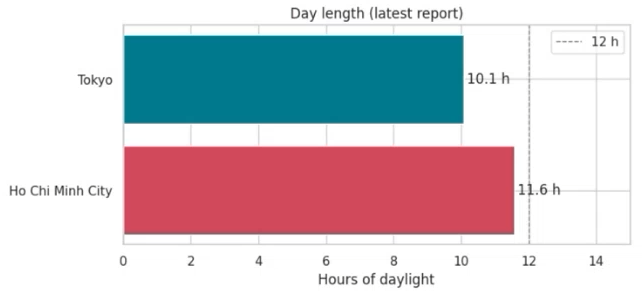 Day length (latest report)
12 h
Tokyo
10.1 h
Ho Chi Minh City
11.6 h
0 2 4 6 8 10 12 14
Hours of daylight